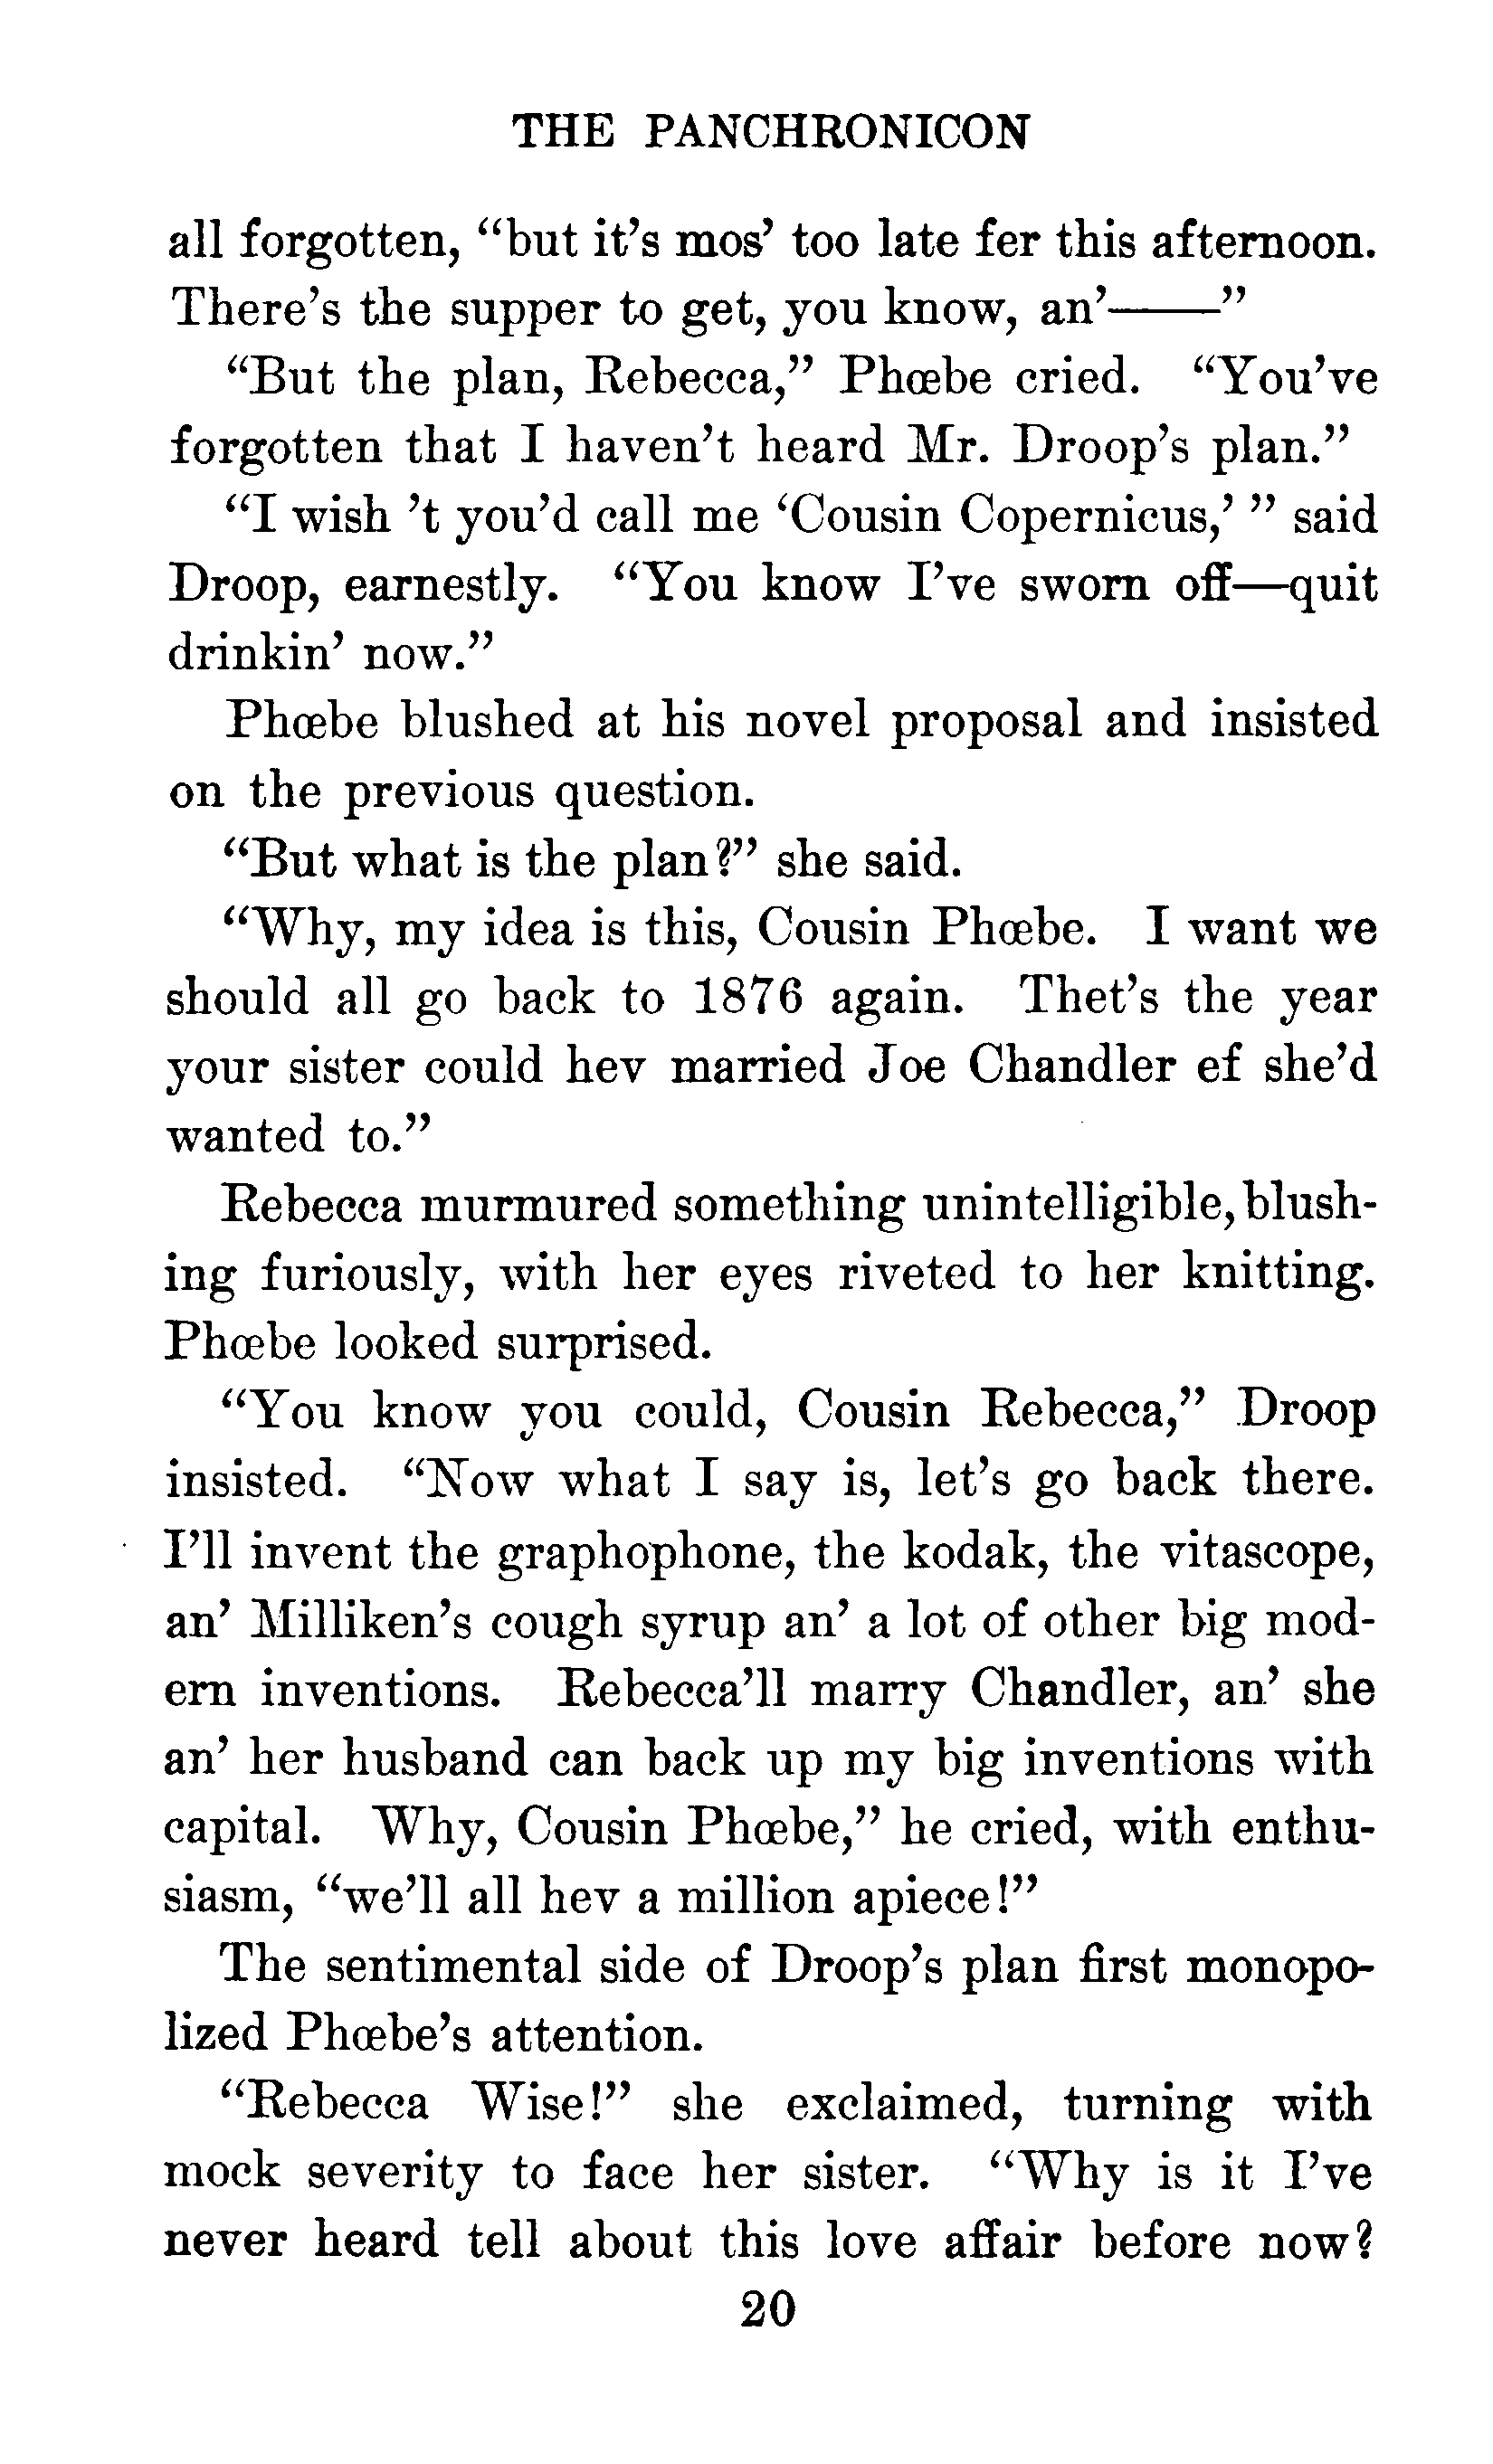 THE PANCHRONICON
all forgotten, “but it’s mos’ too late fer this afternoon.
There’s the supper to get, you know, an’——”
“But the plan, Rebecca,” Phœbe cried. “You’ve
forgotten that I haven’t heard Mr. Droop’s plan.”
“I wish ’t you’d call me ‘Cousin Copernicus,’ ” said
Droop, earnestly. “You know I’ve sworn off—quit
drinkin’ now.”
Phœbe blushed at his novel proposal and insisted
on the previous question.
“But what is the plan?” she said.
“Why, my idea is this, Cousin Phœbe. I want we
should all go back to 1876 again. Thet’s the year
your sister could hev married Joe Chandler ef she’d
wanted to.”
Rebecca murmured something unintelligible, blush-
ing furiously, with her eyes riveted to her knitting.
Phœbe looked surprised.
“You know you could, Cousin Rebecca,” Droop
insisted. “Now what I say is, let’s go back there.
I’ll invent the graphophone, the kodak, the vitascope,
an’ Milliken’s cough syrup an’ a lot of other big mod-
ern inventions. Rebecca’ll marry Chandler, an’ she
an’ her husband can back up my big inventions with
capital. Why, Cousin Phœbe,” he cried, with enthu-
siasm, “we’ll all hev a million apiece!”
The sentimental side of Droop’s plan first monopo-
lized Phœbe’s attention.
“Rebecca Wise!” she exclaimed, turning with
mock severity to face her sister. “Why is it I’ve
never heard tell about this love affair before now?
20